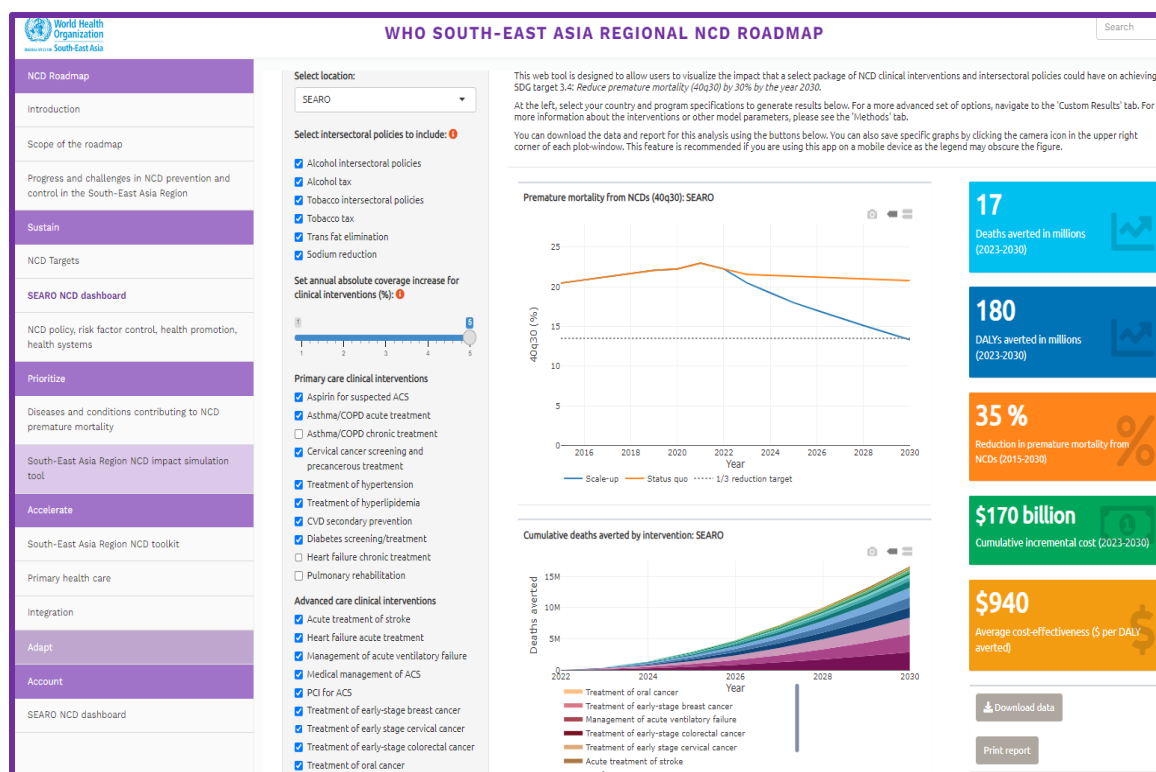 World Health
Organization
South-East Asia
WHO SOUTH-EAST ASIA REGIONAL NCD ROADMAP
Search
NCD Roadmap
Introduction
Scope of the roadmap
Progress and challenges in NCD prevention and
control in the South-East Asia Region
Sustain
NCD Targets
SEARO NCD dashboard
NCD policy, risk factor control, health promotion,
health systems
Prioritize
Diseases and conditions contributing to NCD
premature mortality
South-East Asia Region NCD impact simulation
tool
Accelerate
South-East Asia Region NCD toolkit
Primary health care
Integration
Adapt
Account
SEARO NCD dashboard
Select location:
SEARO
Select intersectoral policies to include:
Alcohol intersectoral policies
Alcohol tax
Tobacco intersectoral policies
Tobacco tax
Trans fat elimination
Sodium reduction
Set annual absolute coverage increase for
clinical interventions (%):
1 5
1 2 3 4 5
Primary care clinical interventions
Aspirin for suspected ACS
Asthma/COPD acute treatment
Asthma/COPD chronic treatment
Cervical cancer screening and
precancerous treatment
Treatment of hypertension
Treatment of hyperlipidemia
CVD secondary prevention
Diabetes screening/treatment
Heart failure chronic treatment
Pulmonary rehabilitation
Advanced care clinical interventions
Acute treatment of stroke
Heart failure acute treatment
Management of acute ventilatory failure
Medical management of ACS
PCI for ACS
Treatment of early-stage breast cancer
Treatment of early stage cervical cancer
Treatment of early-stage colorectal cancer
Treatment of oral cancer
This web tool is designed to allow users to visualize the impact that a select package of NCD clinical interventions and intersectoral policies could have on achieving
SDG target 3.4: Reduce premature mortality (40q30) by 30% by the year 2030.
At the left, select your country and program specifications to generate results below. For a more advanced set of options, navigate to the 'Custom Results' tab. For
more information about the interventions or other model parameters, please see the 'Methods' tab.
You can download the data and report for this analysis using the buttons below. You can also save specific graphs by clicking the camera icon in the upper right
corner of each plot-window. This feature is recommended if you are using this app on a mobile device as the legend may obscure the figure.
Premature mortality from NCDs (40q30): SEARO
40q30 (%)
25
20
15
10
5
0
2016 2018 2020 2022 2024 2026 2028 2030
Year
Scale-up Status quo 1/3 reduction target
Cumulative deaths averted by intervention: SEARO
Deaths averted
15M
10M
5M
0
2022 2024 2026 2028 2030
Year
Treatment of oral cancer
Treatment of early-stage breast cancer
Management of acute ventilatory failure
Treatment of early-stage colorectal cancer
Treatment of early stage cervical cancer
Acute treatment of stroke
17
Deaths averted in millions
(2023-2030)
180
DALYs averted in millions
(2023-2030)
35 %
Reduction in premature mortality from
NCDs (2015-2030)
$170 billion
Cumulative incremental cost (2023-2030)
$940
Average cost-effectiveness ($ per DALY
averted)
Download data
Print report